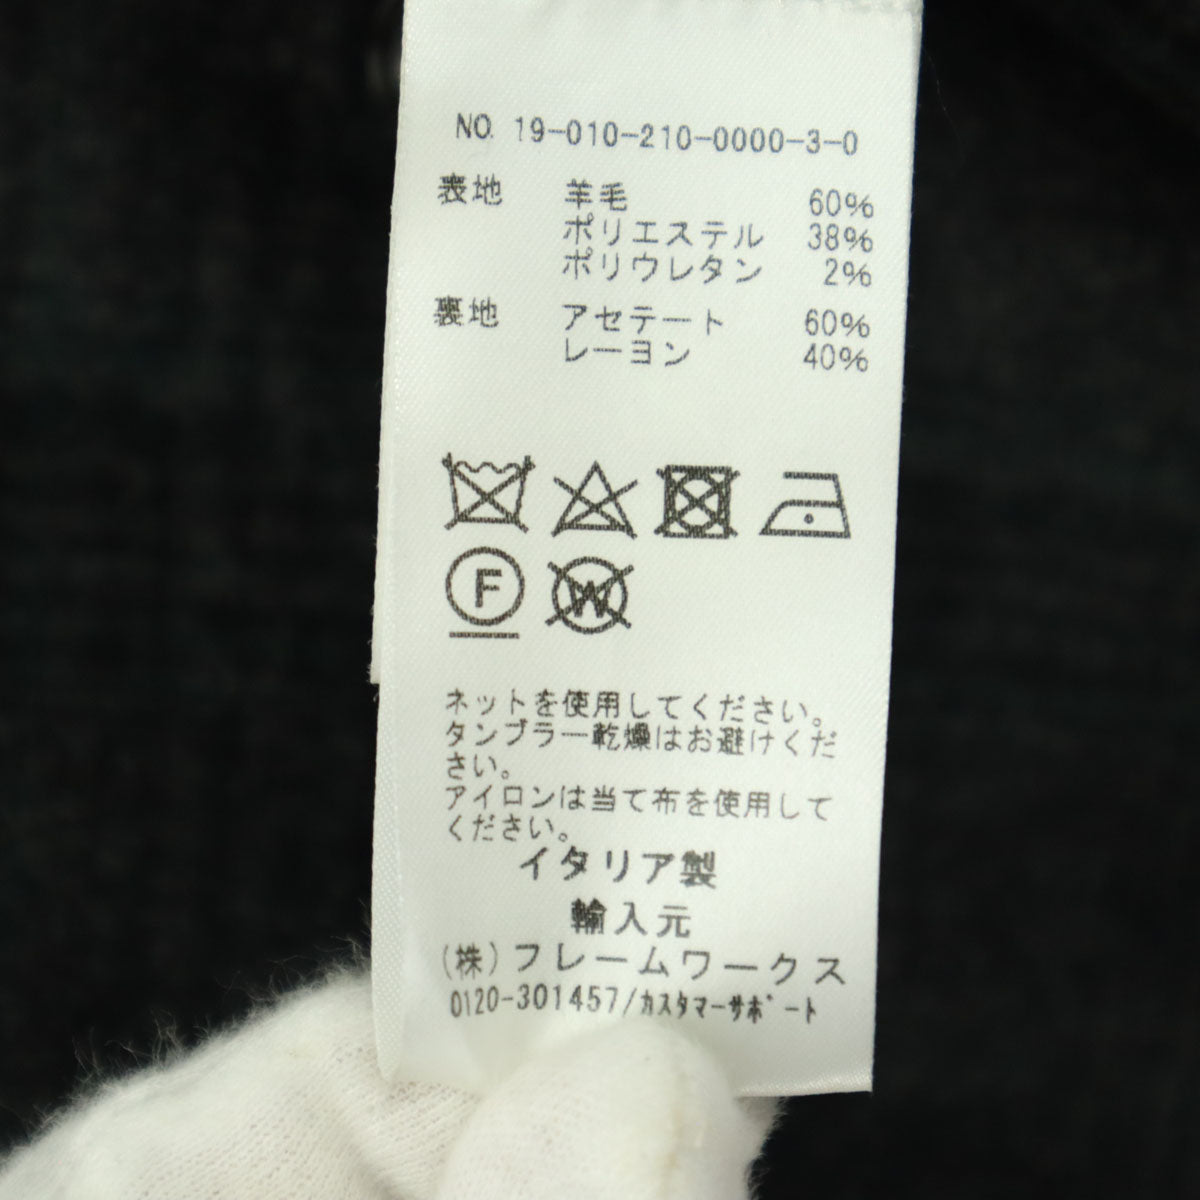 NO. 19-010-210-0000-3-0
表地 羊毛 60%
ポリエステル 38%
ポリウレタン 2%
裏地 アセテート 60%
レーヨン 40%
F W
ネットを使用してください。
タンブラー乾燥はお避けくだ
さい。
アイロンは当て布を使用して
ください。
イタリア製
輸入元
(株)フレームワークス
0120-301457/カスタマーサポート